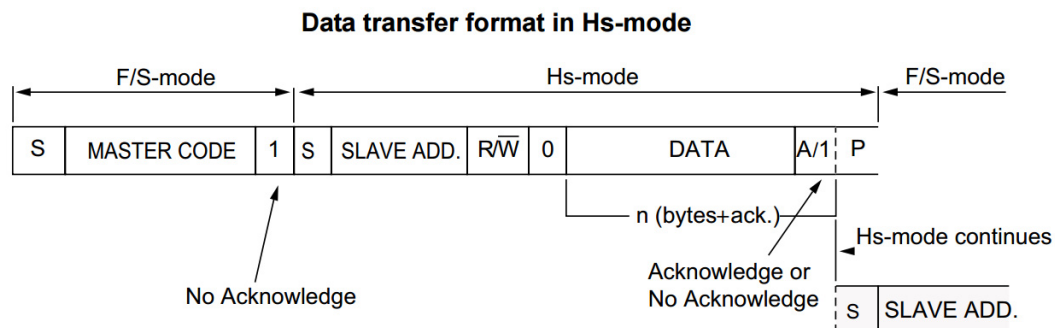 Data transfer format in Hs-mode
F/S-mode Hs-mode F/S-mode
S MASTER CODE 1 S SLAVE ADD. R/W̅ 0 DATA A/1 P
n (bytes+ack.)
Hs-mode continues
No Acknowledge
Acknowledge or
No Acknowledge
S SLAVE ADD.